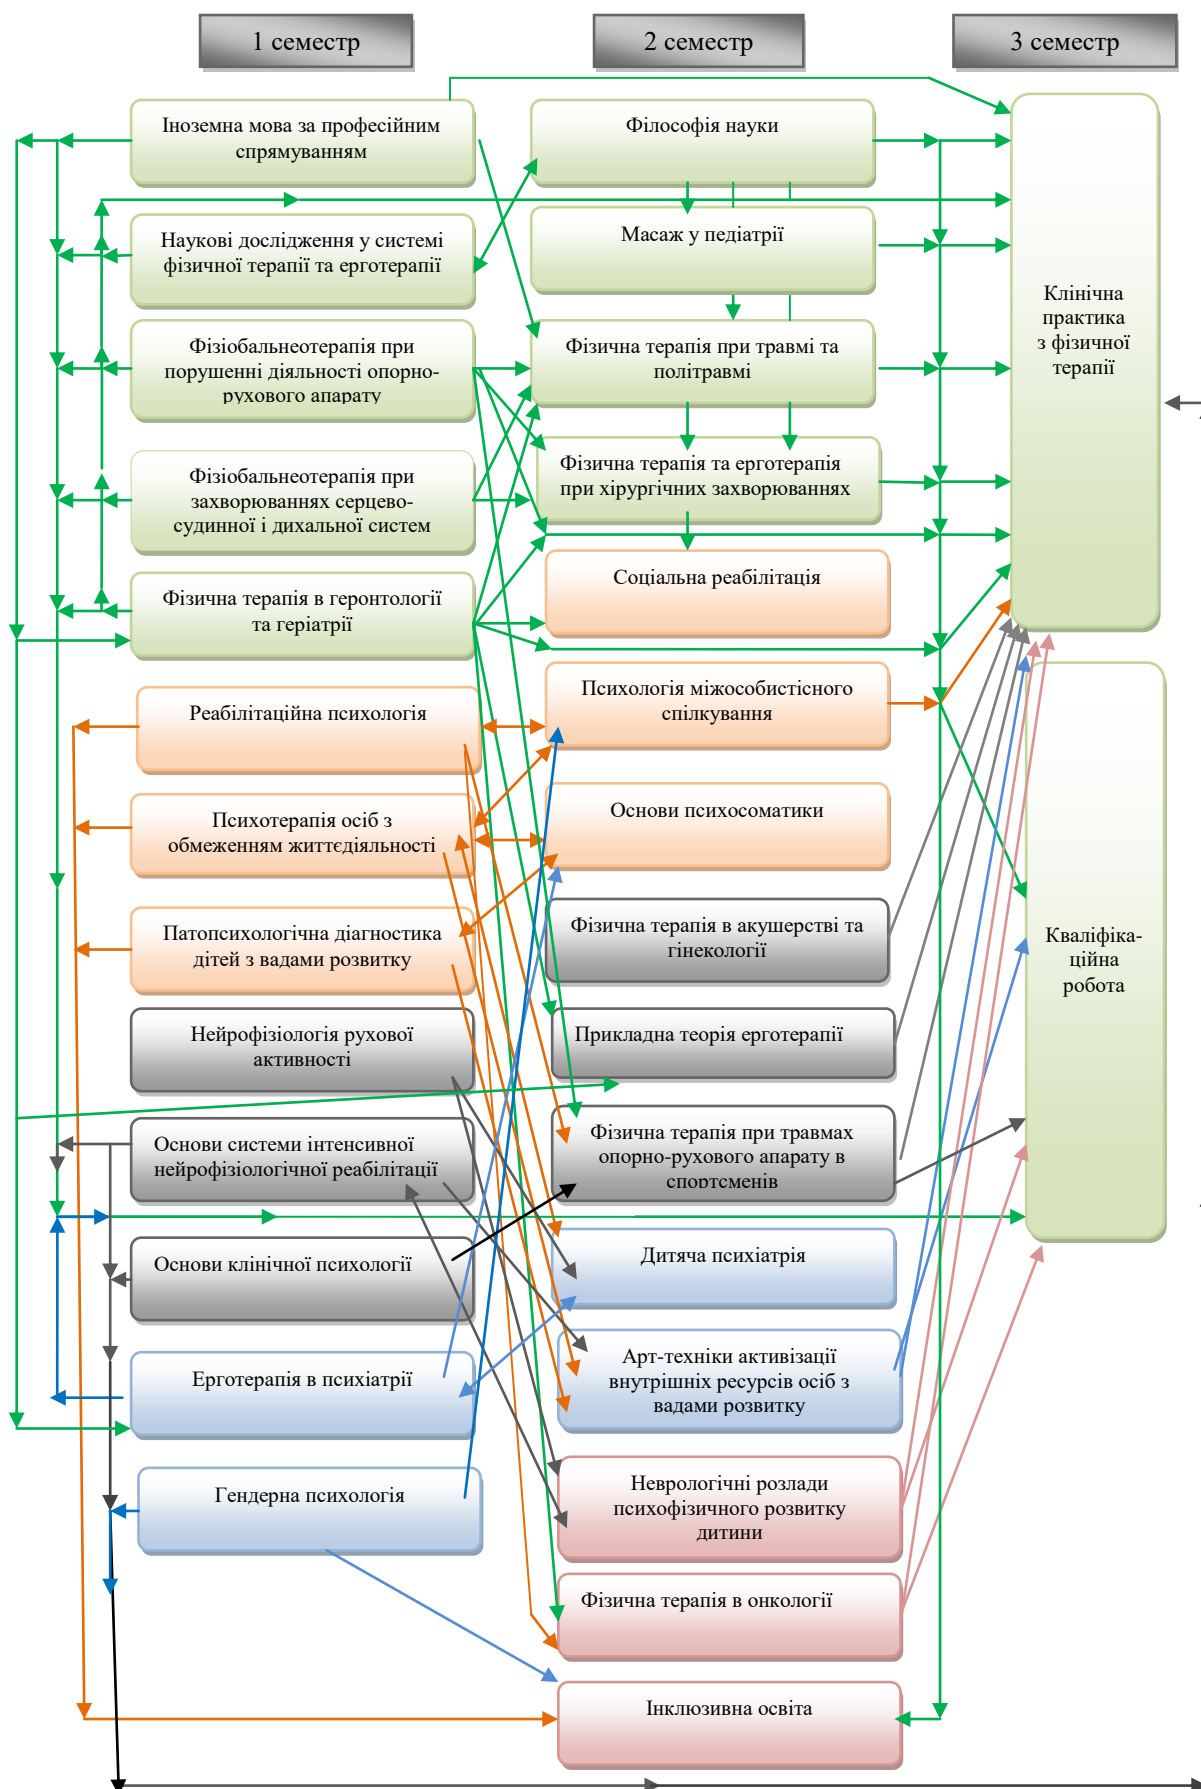 1 семестр
2 семестр
3 семестр
Іноземна мова за професійним
спрямуванням
Наукові дослідження у системі
фізичної терапії та ерготерапії
Фізіобальнеотерапія при
порушенні діяльності опорно-
рухового апарату
Фізіобальнеотерапія при
захворюваннях серцево-
судинної і дихальної систем
Фізична терапія в геронтології
та геріатрії
Реабілітаційна психологія
Психотерапія осіб з
обмеженням життєдіяльності
Патопсихологічна діагностика
дітей з вадами розвитку
Нейрофізіологія рухової
активності
Основи системи інтенсивної
нейрофізіологічної реабілітації
Основи клінічної психології
Ерготерапія в психіатрії
Гендерна психологія
Філософія науки
Масаж у педіатрії
Фізична терапія при травмі та
політравмі
Фізична терапія та ерготерапія
при хірургічних захворюваннях
Соціальна реабілітація
Психологія міжособистісного
спілкування
Основи психосоматики
Фізична терапія в акушерстві та
гінекології
Прикладна теорія ерготерапії
Фізична терапія при травмах
опорно-рухового апарату в
спортсменів
Дитяча психіатрія
Арт-техніки активізації
внутрішніх ресурсів осіб з
вадами розвитку
Неврологічні розлади
психофізичного розвитку
дитини
Фізична терапія в онкології
Інклюзивна освіта
Клінічна
практика
з фізичної
терапії
Кваліфіка-
ційна
робота